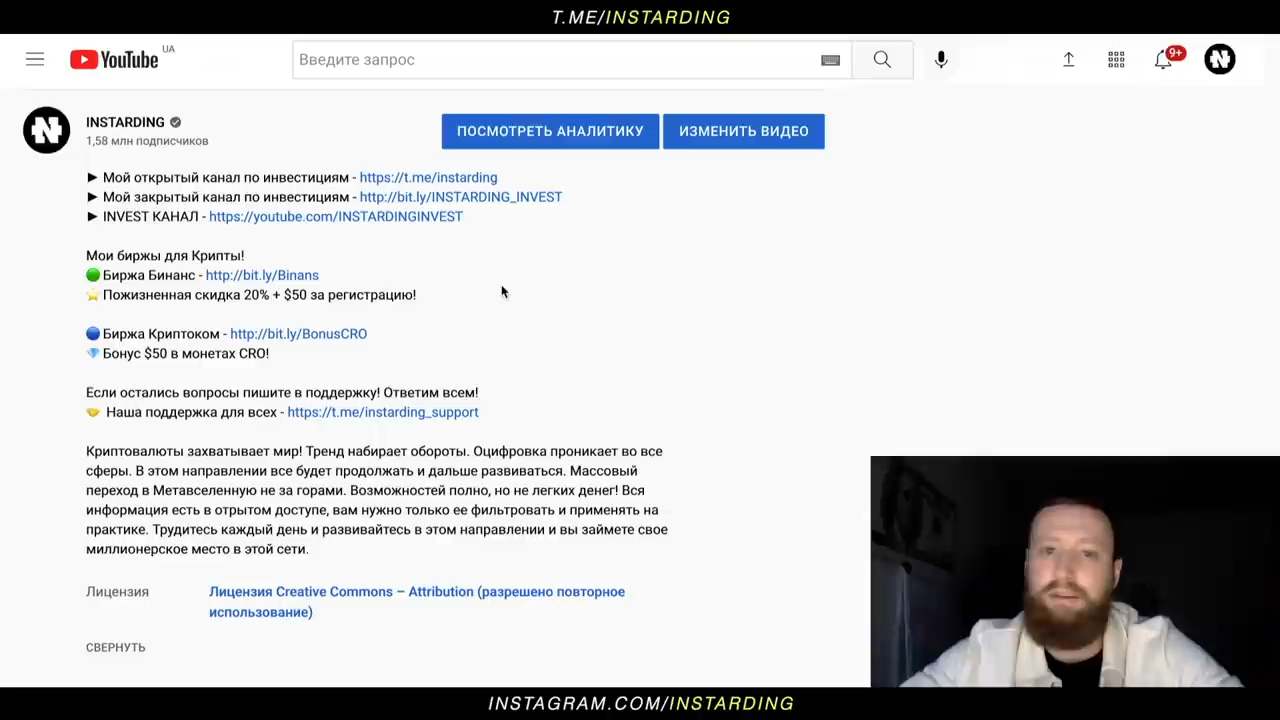 T.ME/INSTARDING
YouTube UA
Введите запрос
9+
INSTARDING
1,58 млн подписчиков
ПОСМОТРЕТЬ АНАЛИТИКУ
ИЗМЕНИТЬ ВИДЕО
► Мой открытый канал по инвестициям - https://t.me/instarding
► Мой закрытый канал по инвестициям - http://bit.ly/INSTARDING_INVEST
► INVEST КАНАЛ - https://youtube.com/INSTARDINGINVEST
Мои биржы для Крипты!
Биржа Бинанс - http://bit.ly/Binans
Пожизненная скидка 20% + $50 за регистрацию!
Биржа Криптоком - http://bit.ly/BonusCRO
Бонус $50 в монетах CRO!
Если остались вопросы пишите в поддержку! Ответим всем!
Наша поддержка для всех - https://t.me/instarding_support
Криптовалюты захватывает мир! Тренд набирает обороты. Оцифровка проникает во все
сферы. В этом направлении все будет продолжать и дальше развиваться. Массовый
переход в Метавселенную не за горами. Возможностей полно, но не легких денег! Вся
информация есть в отрытом доступе, вам нужно только ее фильтровать и применять на
практике. Трудитесь каждый день и развивайтесь в этом направлении и вы займете свое
миллионерское место в этой сети.
Лицензия
Лицензия Creative Commons – Attribution (разрешено повторное
использование)
СВЕРНУТЬ
INSTAGRAM.COM/INSTARDING